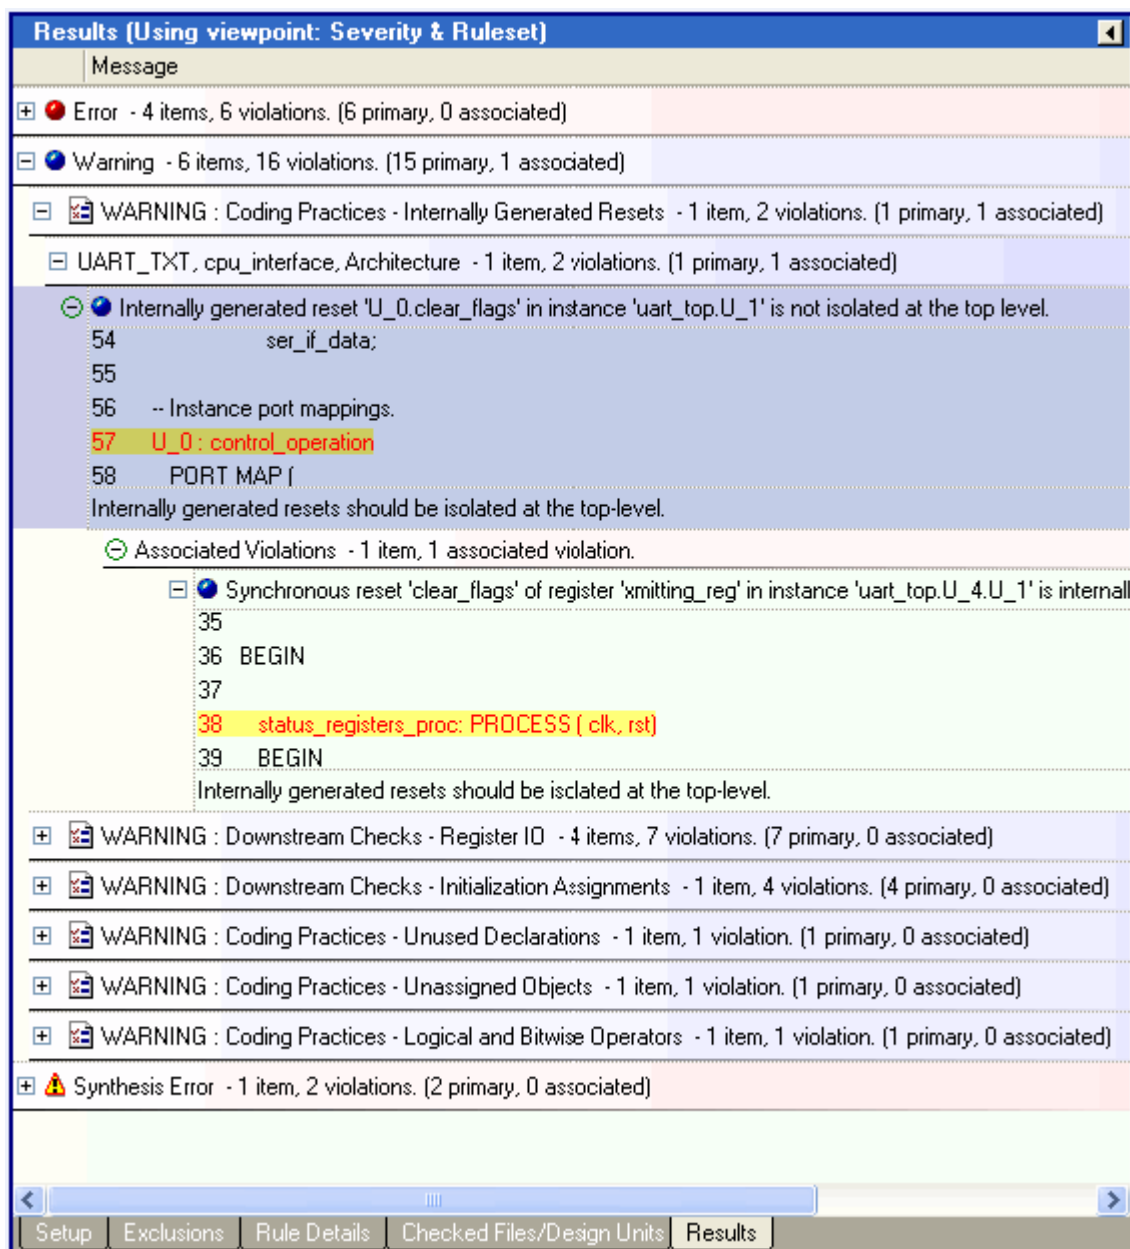 Results (Using viewpoint: Severity & Ruleset)
Message
Error - 4 items, 6 violations. (6 primary, 0 associated)
Warning - 6 items, 16 violations. (15 primary, 1 associated)
WARNING : Coding Practices - Internally Generated Resets - 1 item, 2 violations. (1 primary, 1 associated)
UART_TXT, cpu_interface, Architecture - 1 item, 2 violations. (1 primary, 1 associated)
Internally generated reset 'U_0.clear_flags' in instance 'uart_top.U_1' is not isolated at the top level.
54 ser_if_data;
55
56 -- Instance port mappings.
57 U_0 : control_operation
58 PORT MAP (
Internally generated resets should be isolated at the top-level.
Associated Violations - 1 item, 1 associated violation.
Synchronous reset 'clear_flags' of register 'xmitting_reg' in instance 'uart_top.U_4.U_1' is internall
35
36 BEGIN
37
38 status_registers_proc: PROCESS ( clk, rst)
39 BEGIN
Internally generated resets should be isclated at the top-level.
WARNING : Downstream Checks - Register IO - 4 items, 7 violations. (7 primary, 0 associated)
WARNING : Downstream Checks - Initialization Assignments - 1 item, 4 violations. (4 primary, 0 associated)
WARNING : Coding Practices - Unused Declarations - 1 item, 1 violation. (1 primary, 0 associated)
WARNING : Coding Practices - Unassigned Objects - 1 item, 1 violation. (1 primary, 0 associated)
WARNING : Coding Practices - Logical and Bitwise Operators - 1 item, 1 violation. (1 primary, 0 associated)
Synthesis Error - 1 item, 2 violations. (2 primary, 0 associated)
Setup Exclusions Rule Details Checked Files/Design Units Results